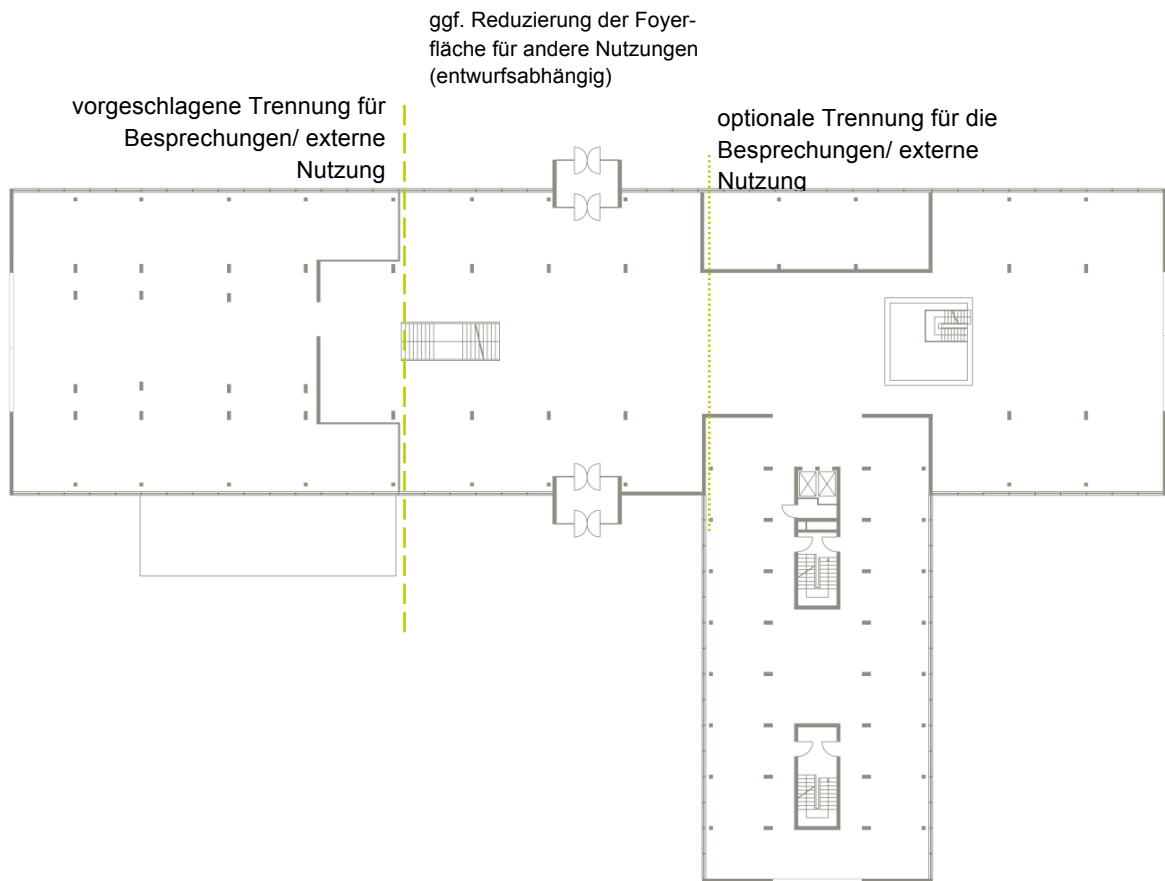 ggf. Reduzierung der Foyer-
fläche für andere Nutzungen
(entwurfsabhängig)
vorgeschlagene Trennung für
Besprechungen/ externe
Nutzung
optionale Trennung für die
Besprechungen/ externe
Nutzung